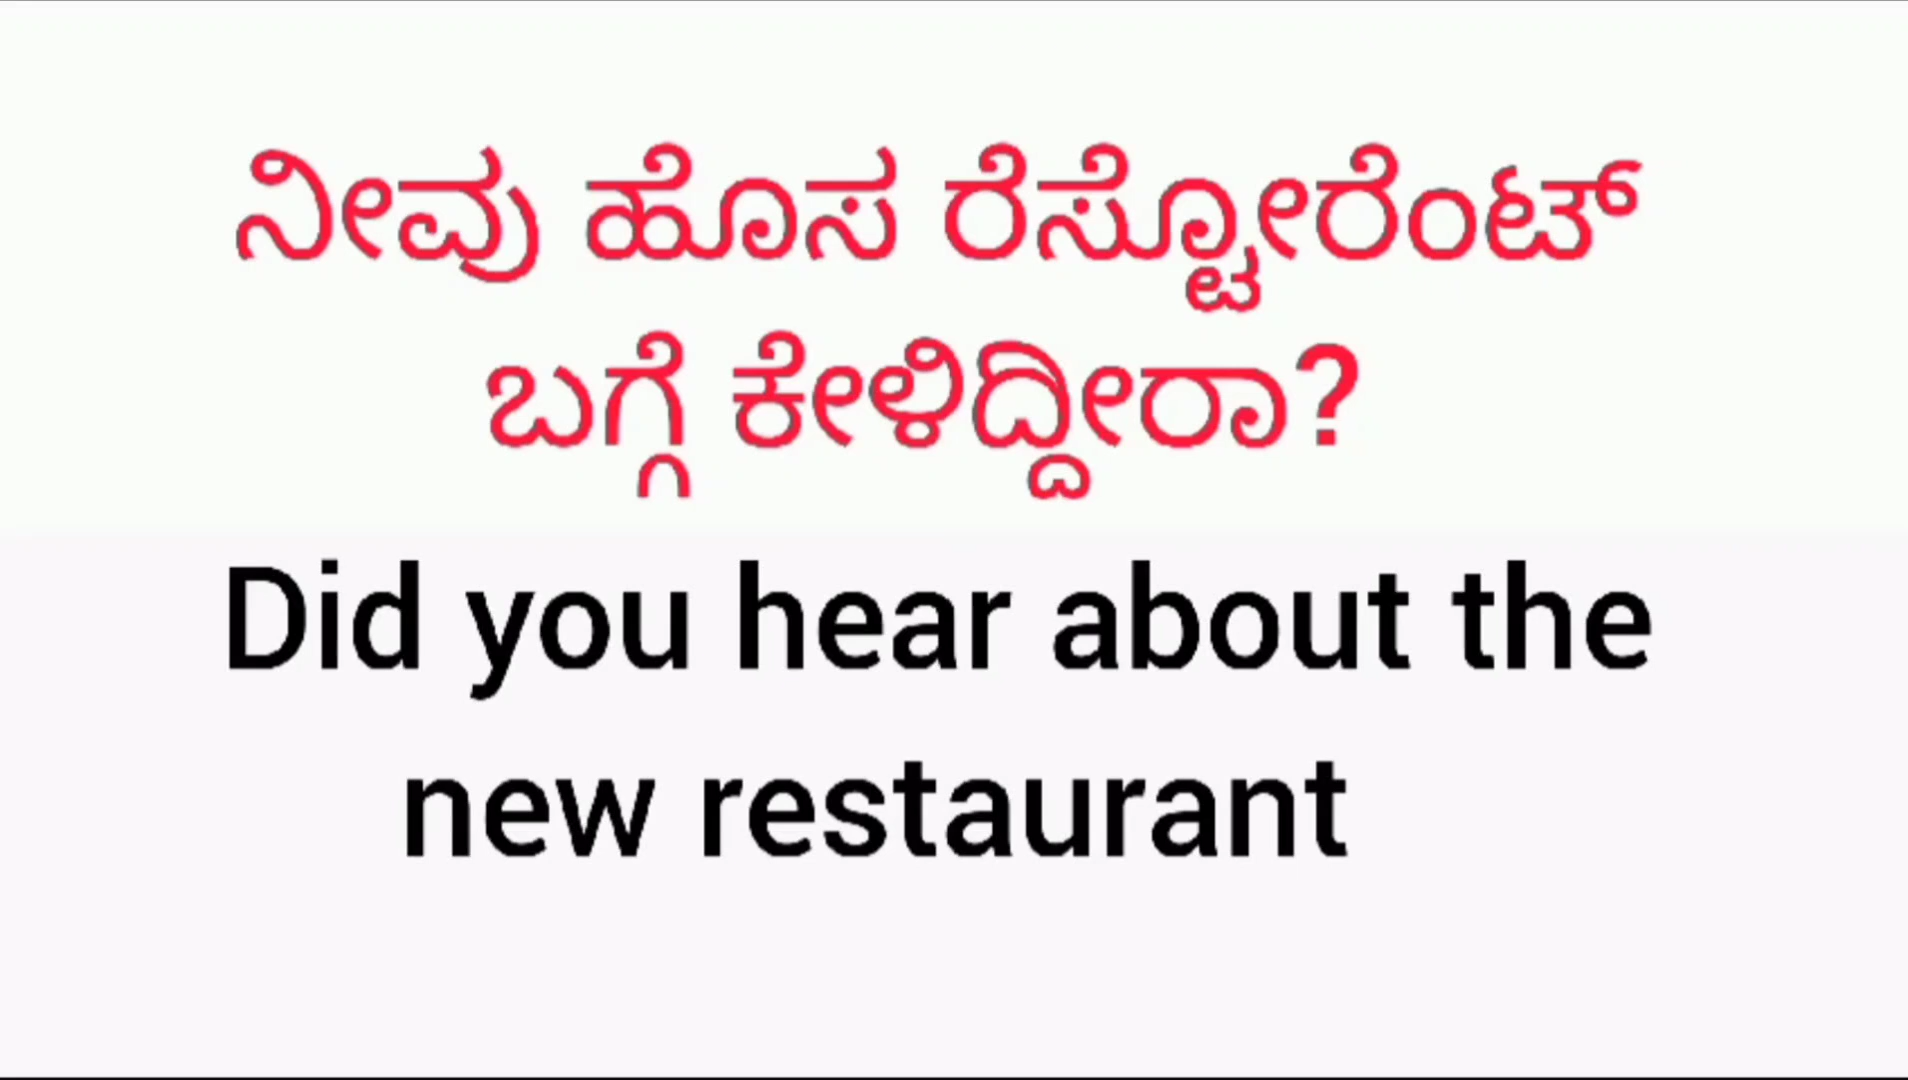 ನೀವು ಹೊಸ ರೆಸ್ಟೋರೆಂಟ್
ಬಗ್ಗೆ ಕೇಳಿದ್ದೀರಾ?
Did you hear about the
new restaurant